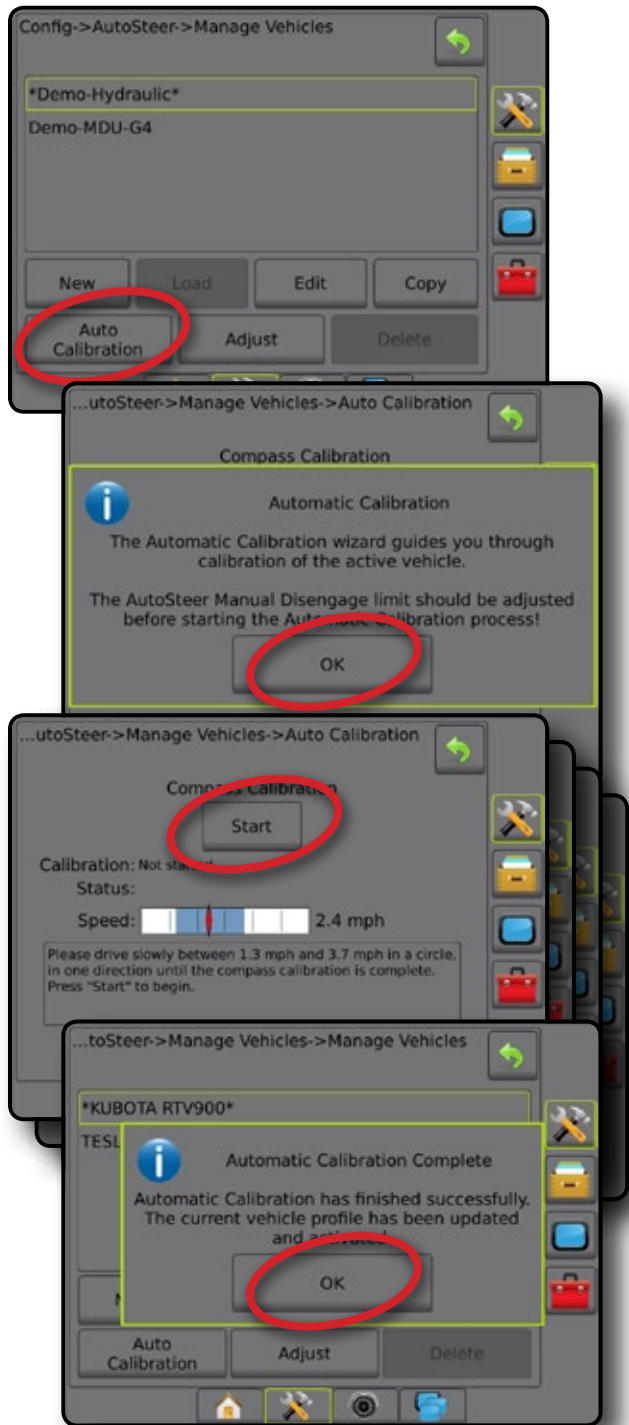 Config->AutoSteer->Manage Vehicles
*Demo-Hydraulic*
Demo-MDU-G4
New Load Edit Copy
Auto
Calibration
Adjust Delete
...utoSteer->Manage Vehicles->Auto Calibration
Compass Calibration
Automatic Calibration
The Automatic Calibration wizard guides you through
calibration of the active vehicle.
The AutoSteer Manual Disengage limit should be adjusted
before starting the Automatic Calibration process!
OK
...utoSteer->Manage Vehicles->Auto Calibration
Compass Calibration
Start
Calibration: Not started
Status:
Speed: 2.4 mph
Please drive slowly between 1.3 mph and 3.7 mph in a circle,
in one direction until the compass calibration is complete.
Press "Start" to begin.
...toSteer->Manage Vehicles->Manage Vehicles
*KUBOTA RTV900*
TESL
Automatic Calibration Complete
Automatic Calibration has finished successfully.
The current vehicle profile has been updated
and activated
OK
Auto
Calibration
Adjust Delete